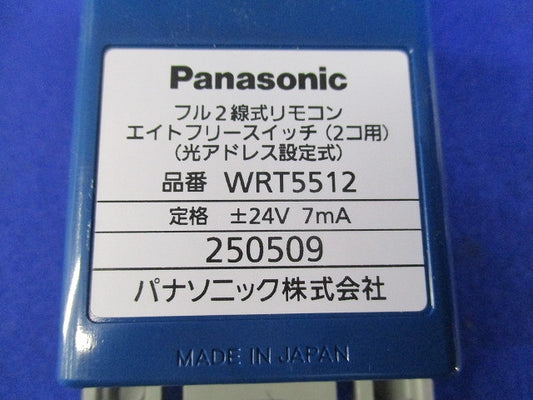 Panasonic
フル2線式リモコン
エイトフリースイッチ(2コ用)
(光アドレス設定式)
品番 WRT5512
定格 ±24V 7mA
250509
パナソニック株式会社
MADE IN JAPAN